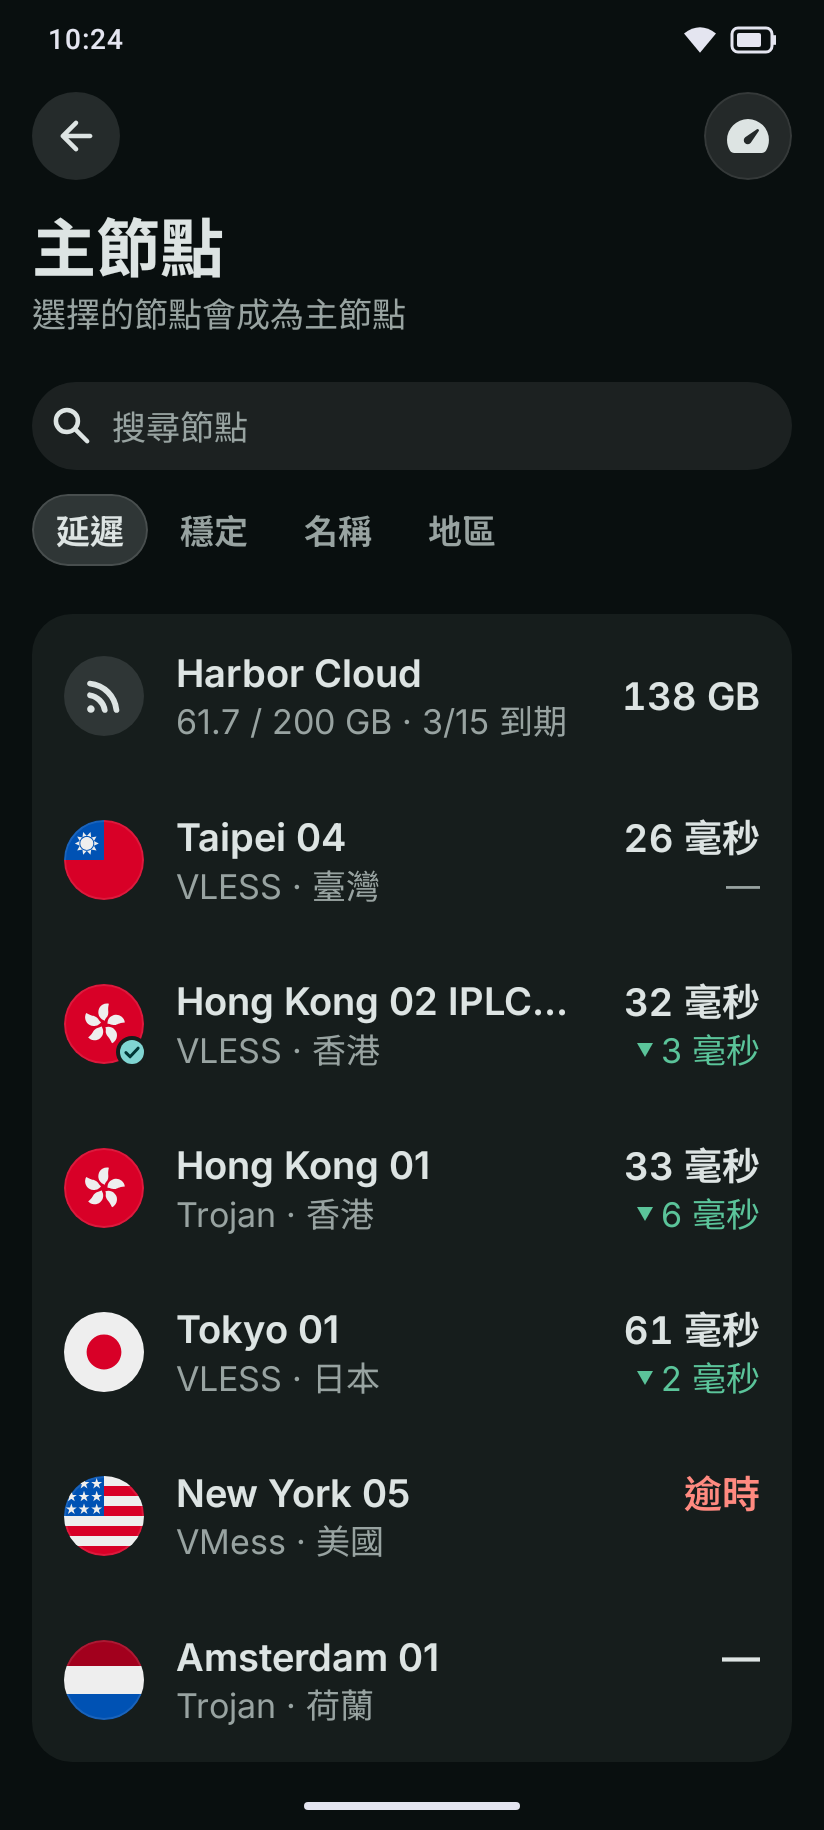 10:24
主節點
選擇的節點會成為主節點
搜尋節點
延遲 穩定 名稱 地區
Harbor Cloud
61.7 / 200 GB · 3/15 到期
138 GB
Taipei 04
VLESS · 臺灣
26 毫秒
—
Hong Kong 02 IPLC...
VLESS · 香港
32 毫秒
▼3 毫秒
Hong Kong 01
Trojan · 香港
33 毫秒
▼6 毫秒
Tokyo 01
VLESS · 日本
61 毫秒
▼2 毫秒
New York 05
VMess · 美國
逾時
Amsterdam 01
Trojan · 荷蘭
—